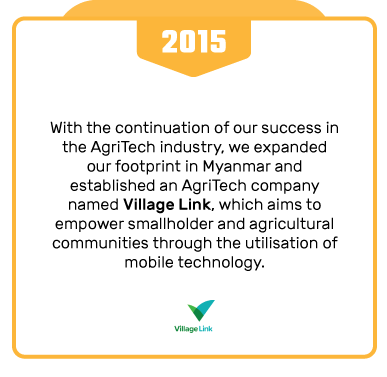 2015
With the continuation of our success in
the AgriTech industry, we expanded
our footprint in Myanmar and
established an AgriTech company
named Village Link, which aims to
empower smallholder and agricultural
communities through the utilisation of
mobile technology.
Village Link